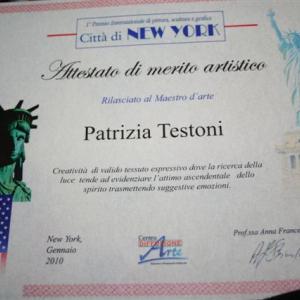 1° Premio Internazionale di pittura, scultura e grafica
Città di NEW YORK
Attestato di merito artistico
Rilasciato al Maestro d'arte
Patrizia Testoni
Creatività di valido tessuto espressivo dove la ricerca della
luce tende ad evidenziare l'attimo ascendentale dello
spirito trasmettendo suggestive emozioni.
New York,
Gennaio
2010
Centro
DIFFUSIONE
Arte
Prof.ssa Anna France